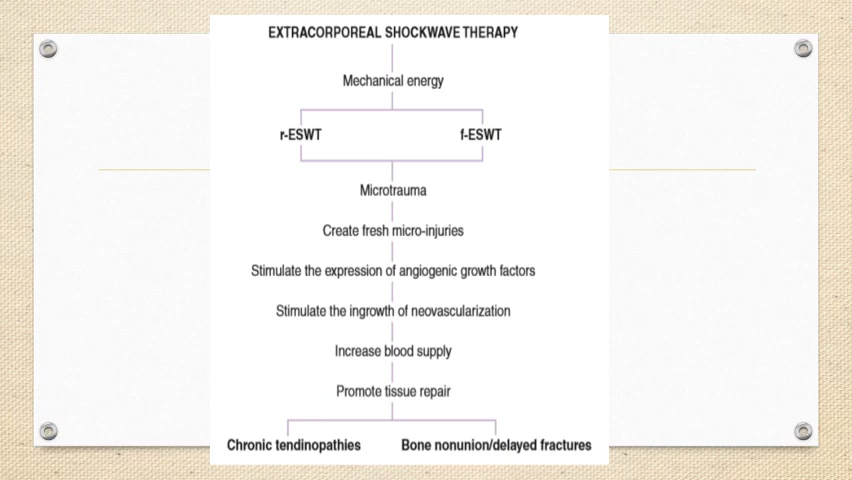 EXTRACORPOREAL SHOCKWAVE THERAPY
Mechanical energy
r-ESWT
f-ESWT
Microtrauma
Create fresh micro-injuries
Stimulate the expression of angiogenic growth factors
Stimulate the ingrowth of neovascularization
Increase blood supply
Promote tissue repair
Chronic tendinopathies
Bone nonunion/delayed fractures